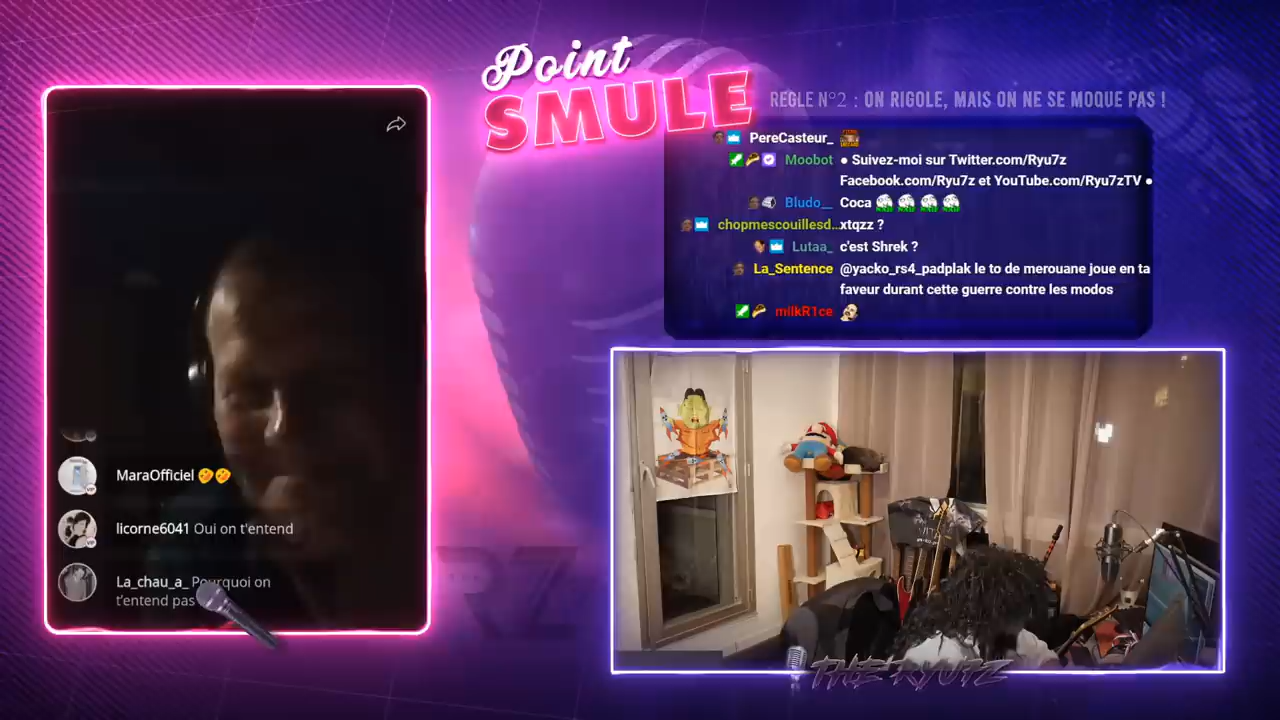 Point
SMULE
REGLE N°2 : ON RIGOLE, MAIS ON NE SE MOQUE PAS !
PereCasteur_
Moobot ● Suivez-moi sur Twitter.com/Ryu7z
Facebook.com/Ryu7z et YouTube.com/Ryu7zTV ●
Bludo__ Coca
chopmescouillesd... xtqzz ?
Lutaa_ c'est Shrek ?
La_Sentence @yacko_rs4_padplak le to de merouane joue en ta
faveur durant cette guerre contre les modos
milkR1ce
MaraOfficiel
licorne6041 Oui on t'entend
La_chau_a_ Pourquoi on
t'entend pas
THE RYU7Z